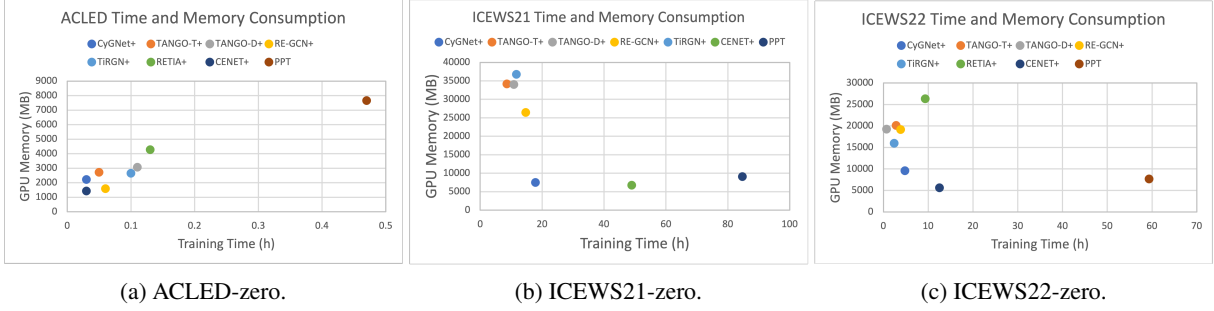 ACLED Time and Memory Consumption
CyGNet+ TANGO-T+ TANGO-D+ RE-GCN+
TiRGN+ RETIA+ CENET+ PPT
GPU Memory (MB)
9000
8000
7000
6000
5000
4000
3000
2000
1000
0
0 0.1 0.2 0.3 0.4 0.5
Training Time (h)
(a) ACLED-zero.
ICEWS21 Time and Memory Consumption
CyGNet+ TANGO-T+ TANGO-D+ RE-GCN+ TiRGN+ CENET+ PPT
GPU Memory (MB)
40000
35000
30000
25000
20000
15000
10000
5000
0
0 20 40 60 80 100
Training Time (h)
(b) ICEWS21-zero.
ICEWS22 Time and Memory Consumption
CyGNet+ TANGO-T+ TANGO-D+ RE-GCN+
TiRGN+ RETIA+ CENET+ PPT
GPU Memory (MB)
30000
25000
20000
15000
10000
5000
0
0 10 20 30 40 50 60 70
Training Time (h)
(c) ICEWS22-zero.